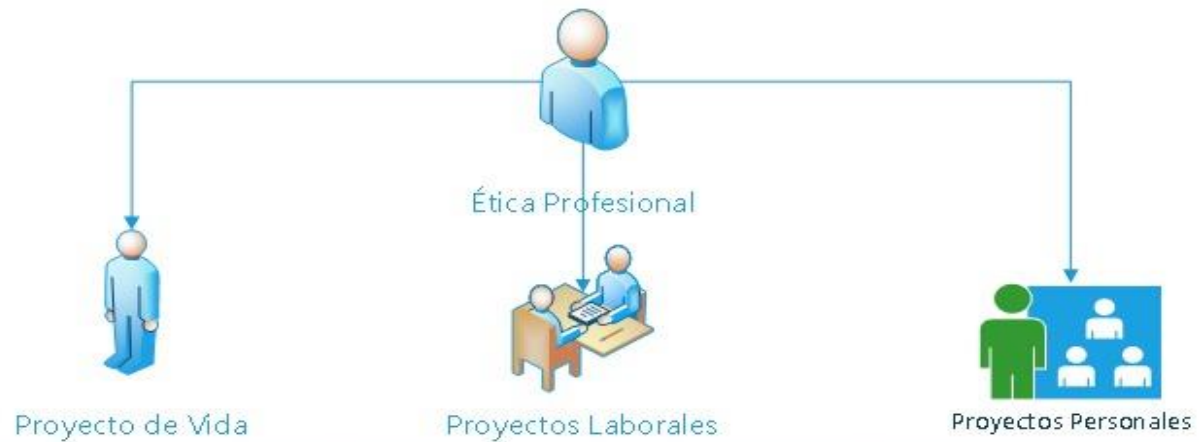 Ética Profesional
Proyecto de Vida
Proyectos Laborales
Proyectos Personales